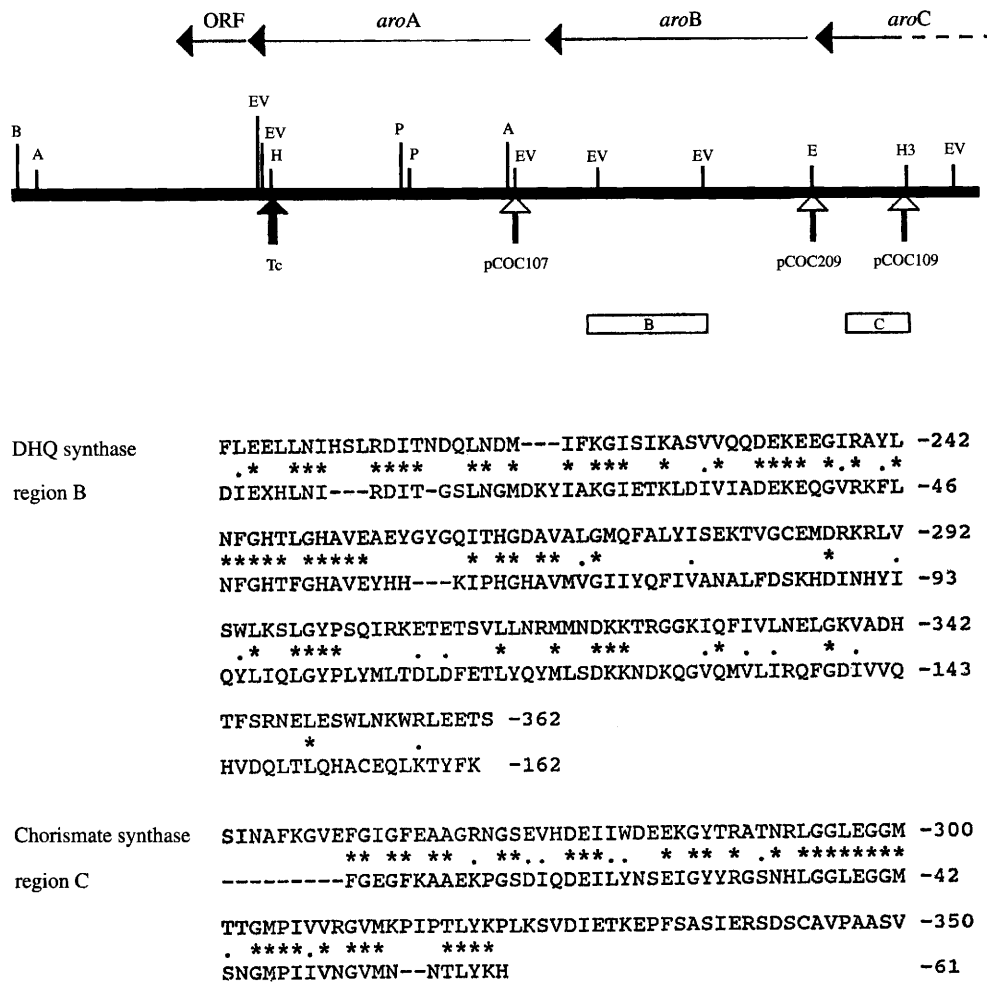 ORF aroA aroB aroC
EV
B EV P A
A H P EV EV EV E H3 EV
Tc pCOC107 pCOC209 pCOC109
B C
DHQ synthase FLEELLNIHSLRDITNDQLNDM---IFKGISIKASVVQQDEKEEGIRAYL -242
.* *** **** ** * * *** * .* **** *.* .*
region B DIEXHLNI---RDIT-GSLNGMDKYIAKGIETKLDIVIADEKEQGVRKFL -46
NFGHTLGHAVEAEYGYGQITHGDAVALGMQFALYISEKTVGCEMDRKRLV -292
***** ***** * ** ** .* . * .
NFGHTFGHAVEYHH---KIPHGHAVMVGIIYQFIVANALFDSKHDINHYI -93
SWLKSLGYPSQIRKETETSVLLNRMMNDKKTRGGKIQFIVLNELGKVADH -342
.* **** . . * * *** .* . . * .
QYLIQLGYPLYMLTDLDFETLYQYMLSDKKNDKQGVQMVLIRQFGDIVVQ -143
TFSRNELESWLNKWRLEETS -362
* .
HVDQLTLQHACEQLKTYFK -162
Chorismate synthase SINAFKGVEFGIGFEAAGRNGSEVHDEIIWDEEKGYTRATNRLGGLEGGM -300
** ** ** . **.. ***.. * ** * .* ********
region C ---------FGEGFKAAEKPGSDIQDEILYNSEIGYYRGSNHLGGLEGGM -42
TTGMPIVVRGVMKPIPTLYKPLKSVDIETKEPFSASIERSDSCAVPAASV -350
. ****.* *** ****
SNGMPIIVNGVMN--NTLYKH -61